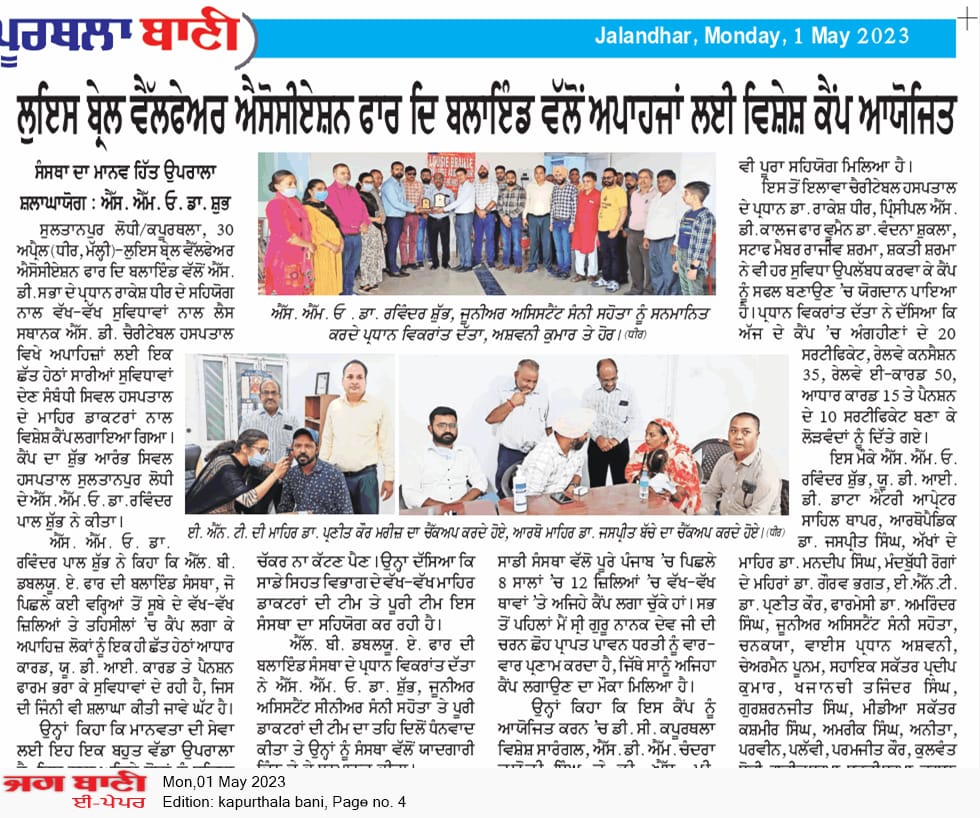 ਪੂਰਥਲਾ ਬਾਣੀ
Jalandhar, Monday, 1 May 2023
ਲੁਇਸ ਬ੍ਰੇਲ ਵੈੱਲਫੇਅਰ ਐਸੋਸੀਏਸ਼ਨ ਫਾਰ ਦਿ ਬਲਾਇੰਡ ਵੱਲੋਂ ਅਪਾਹਜਾਂ ਲਈ ਵਿਸ਼ੇਸ਼ ਕੈਂਪ ਆਯੋਜਿਤ
ਸੰਸਥਾ ਦਾ ਮਾਨਵ ਹਿੱਤ ਉਪਰਾਲਾ
ਸ਼ਲਾਘਾਯੋਗ : ਐੱਸ. ਐੱਮ. ਓ. ਡਾ. ਸ਼ੁਭ
ਸੁਲਤਾਨਪੁਰ ਲੋਧੀ/ਕਪੂਰਥਲਾ, 30
ਅਪ੍ਰੈਲ (ਧੀਰ, ਮੱਲ੍ਹੀ)-ਲੁਇਸ ਬ੍ਰੇਲ ਵੈੱਲਫੇਅਰ
ਐਸੋਸੀਏਸ਼ਨ ਫਾਰ ਦਿ ਬਲਾਇੰਡ ਵੱਲੋਂ ਐੱਸ.
ਡੀ. ਸਭਾ ਦੇ ਪ੍ਰਧਾਨ ਰਾਕੇਸ਼ ਧੀਰ ਦੇ ਸਹਿਯੋਗ
ਨਾਲ ਵੱਖ-ਵੱਖ ਸੁਵਿਧਾਵਾਂ ਨਾਲ ਲੈਸ
ਸਥਾਨਕ ਐੱਸ. ਡੀ. ਚੈਰੀਟੇਬਲ ਹਸਪਤਾਲ
ਵਿਖੇ ਅਪਾਹਿਜ਼ਾਂ ਲਈ ਇਕ
ਛੱਤ ਹੇਠਾਂ ਸਾਰੀਆਂ ਸੁਵਿਧਾਵਾਂ
ਦੇਣ ਸੰਬੰਧੀ ਸਿਵਲ ਹਸਪਤਾਲ
ਦੇ ਮਾਹਿਰ ਡਾਕਟਰਾਂ ਨਾਲ
ਵਿਸ਼ੇਸ਼ ਕੈਂਪ ਲਗਾਇਆ ਗਿਆ।
ਕੈਂਪ ਦਾ ਸ਼ੁੱਭ ਆਰੰਭ ਸਿਵਲ
ਹਸਪਤਾਲ ਸੁਲਤਾਨਪੁਰ ਲੋਧੀ
ਦੇ ਐੱਸ. ਐੱਮ. ਓ. ਡਾ. ਰਵਿੰਦਰ
ਪਾਲ ਸ਼ੁੱਭ ਨੇ ਕੀਤਾ।
ਐੱਸ. ਐੱਮ. ਓ. ਡਾ.
ਰਵਿੰਦਰ ਪਾਲ ਸ਼ੁੱਭ ਨੇ ਕਿਹਾ ਕਿ ਐੱਲ. ਬੀ.
ਡਬਲਯੂ. ਏ. ਫਾਰ ਦੀ ਬਲਾਇੰਡ ਸੰਸਥਾ, ਜੋ
ਪਿਛਲੇ ਕਈ ਵਰ੍ਹਿਆਂ ਤੋਂ ਸੂਬੇ ਦੇ ਵੱਖ-ਵੱਖ
ਜ਼ਿਲਿਆਂ ਤੇ ਤਹਿਸੀਲਾਂ 'ਚ ਕੈਂਪ ਲਗਾ ਕੇ
ਅਪਾਹਿਜ਼ ਲੋਕਾਂ ਨੂੰ ਇਕ ਹੀ ਛੱਤ ਹੇਠਾਂ ਆਧਾਰ
ਕਾਰਡ, ਯੂ. ਡੀ. ਆਈ. ਕਾਰਡ ਤੇ ਪੈਨਸ਼ਨ
ਫਾਰਮ ਭਰਾ ਕੇ ਸੁਵਿਧਾਵਾਂ ਦੇ ਰਹੀ ਹੈ, ਜਿਸ
ਦੀ ਜਿੰਨੀ ਵੀ ਸ਼ਲਾਘਾ ਕੀਤੀ ਜਾਵੇ ਘੱਟ ਹੈ।
ਉਨ੍ਹਾਂ ਕਿਹਾ ਕਿ ਮਾਨਵਤਾ ਦੀ ਸੇਵਾ
ਲਈ ਇਹ ਇਕ ਬਹੁਤ ਵੱਡਾ ਉਪਰਾਲਾ
LOUGIE BRAILLE
ਐੱਸ. ਐੱਮ. ਓ . ਡਾ. ਰਵਿੰਦਰ ਸ਼ੁੱਭ, ਜੂਨੀਅਰ ਅਸਿਸਟੈਂਟ ਸੰਨੀ ਸਹੋਤਾ ਨੂੰ ਸਨਮਾਨਿਤ
ਕਰਦੇ ਪ੍ਰਧਾਨ ਵਿਕਰਾਂਤ ਦੱਤਾ, ਅਸ਼ਵਨੀ ਕੁਮਾਰ ਤੇ ਹੋਰ। (ਧੀਰ)
ਈ. ਐੱਨ. ਟੀ. ਦੀ ਮਾਹਿਰ ਡਾ. ਪ੍ਰਣੀਤ ਕੌਰ ਮਰੀਜ਼ ਦਾ ਚੈੱਕਅਪ ਕਰਦੇ ਹੋਏ, ਆਰਥੋ ਮਾਹਿਰ ਡਾ. ਜਸਪ੍ਰੀਤ ਬੱਚੇ ਦਾ ਚੈੱਕਅਪ ਕਰਦੇ ਹੋਏ। (ਧੀਰ)
ਚੱਕਰ ਨਾ ਕੱਟਣ ਪੈਣ। ਉਨ੍ਹਾ ਦੱਸਿਆ ਕਿ
ਸਾਡੇ ਸਿਹਤ ਵਿਭਾਗ ਦੇ ਵੱਖ-ਵੱਖ ਮਾਹਰ
ਡਾਕਟਰਾਂ ਦੀ ਟੀਮ ਤੇ ਪੂਰੀ ਟੀਮ ਇਸ
ਸੰਸਥਾ ਦਾ ਸਹਿਯੋਗ ਕਰ ਰਹੀ ਹੈ।
ਐੱਲ. ਬੀ. ਡਬਲਯੂ. ਏ. ਫਾਰ ਦੀ
ਬਲਾਇੰਡ ਸੰਸਥਾ ਦੇ ਪ੍ਰਧਾਨ ਵਿਕਰਾਂਤ ਦੱਤਾ
ਨੇ ਐੱਸ. ਐੱਮ. ਓ. ਡਾ. ਸ਼ੁੱਭ, ਜੂਨੀਅਰ
ਅਸਿਸਟੈਂਟ ਸੀਨੀਅਰ ਸੰਨੀ ਸਹੋਤਾ ਤੇ ਪੂਰੀ
ਡਾਕਟਰਾਂ ਦੀ ਟੀਮ ਦਾ ਤਹਿ ਦਿਲੋਂ ਧੰਨਵਾਦ
ਕੀਤਾ ਤੇ ਉਨ੍ਹਾਂ ਨੂੰ ਸੰਸਥਾ ਵੱਲੋਂ ਯਾਦਗਾਰੀ
ਸਾਡੀ ਸੰਸਥਾ ਵੱਲੋਂ ਪੂਰੇ ਪੰਜਾਬ 'ਚ ਪਿਛਲੇ
8 ਸਾਲਾਂ 'ਚ 12 ਜ਼ਿਲਿਆਂ 'ਚ ਵੱਖ-ਵੱਖ
ਥਾਵਾਂ 'ਤੇ ਅਜਿਹੇ ਕੈਂਪ ਲਗਾ ਚੁੱਕੇ ਹਾਂ। ਸਭ
ਤੋਂ ਪਹਿਲਾਂ ਮੈਂ ਸ੍ਰੀ ਗੁਰੂ ਨਾਨਕ ਦੇਵ ਜੀ ਦੀ
ਚਰਨ ਛੋਹ ਪ੍ਰਾਪਤ ਪਾਵਨ ਧਰਤੀ ਨੂੰ ਵਾਰ-
ਵਾਰ ਪ੍ਰਣਾਮ ਕਰਦਾ ਹੈ, ਜਿੱਥੇ ਸਾਨੂੰ ਅਜਿਹਾ
ਕੈਂਪ ਲਗਾਉਣ ਦਾ ਮੌਕਾ ਮਿਲਿਆ ਹੈ।
ਉਨ੍ਹਾਂ ਕਿਹਾ ਕਿ ਇਸ ਕੈਂਪ ਨੂੰ
ਆਯੋਜਿਤ ਕਰਨ 'ਚ ਡੀ. ਸੀ. ਕਪੂਰਥਲਾ
ਵਿਸ਼ੇਸ਼ ਸਾਰੰਗਲ, ਐੱਸ. ਡੀ. ਐੱਮ. ਚੰਦਰਾ
ਵੀ ਪੂਰਾ ਸਹਿਯੋਗ ਮਿਲਿਆ ਹੈ।
ਇਸ ਤੋਂ ਇਲਾਵਾ ਚੈਰੀਟੇਬਲ ਹਸਪਤਾਲ
ਦੇ ਪ੍ਰਧਾਨ ਡਾ. ਰਾਕੇਸ਼ ਧੀਰ, ਪ੍ਰਿੰਸੀਪਲ ਐੱਸ.
ਡੀ. ਕਾਲਜ ਫਾਰ ਵੂਮੈਨ ਡਾ. ਵੰਦਨਾ ਸ਼ੁਕਲਾ,
ਸਟਾਫ ਮੈਬਰ ਰਾਜੀਵ ਸ਼ਰਮਾ, ਸ਼ਕਤੀ ਸ਼ਰਮਾ
ਨੇ ਵੀ ਹਰ ਸੁਵਿਧਾ ਉਪਲੱਬਧ ਕਰਵਾ ਕੇ ਕੈਂਪ
ਨੂੰ ਸਫਲ ਬਣਾਉਣ 'ਚ ਯੋਗਦਾਨ ਪਾਇਆ
ਹੈ। ਪ੍ਰਧਾਨ ਵਿਕਰਾਂਤ ਦੱਤਾ ਨੇ ਦੱਸਿਆ ਕਿ
ਅੱਜ ਦੇ ਕੈਂਪ 'ਚ ਅੰਗਹੀਣਾਂ ਦੇ 20
ਸਰਟੀਫਿਕੇਟ, ਰੇਲਵੇ ਕਨਸੈਸ਼ਨ
35, ਰੇਲਵੇ ਈ-ਕਾਰਡ 50,
ਆਧਾਰ ਕਾਰਡ 15 ਤੇ ਪੈਨਸ਼ਨ
ਦੇ 10 ਸਰਟੀਫਿਕੇਟ ਬਣਾ ਕੇ
ਲੋੜਵੰਦਾਂ ਨੂੰ ਦਿੱਤੇ ਗਏ।
ਇਸ ਮੌਕੇ ਐੱਸ. ਐੱਮ. ਓ.
ਰਵਿੰਦਰ ਸ਼ੁੱਭ, ਯੂ. ਡੀ. ਆਈ.
ਡੀ. ਡਾਟਾ ਐਂਟਰੀ ਆਪ੍ਰੇਟਰ
ਸਾਹਿਲ ਥਾਪਰ, ਆਰਥੋਪੈਡਿਕ
ਡਾ. ਜਸਪ੍ਰੀਤ ਸਿੰਘ, ਅੱਖਾਂ ਦੇ
ਮਾਹਿਰ ਡਾ. ਮਨਦੀਪ ਸਿੰਘ, ਮੰਦਬੁੱਧੀ ਰੋਗਾਂ
ਦੇ ਮਹਿਰਾਂ ਡਾ. ਗੌਰਵ ਭਗਤ, ਈ. ਐੱਨ. ਟੀ.
ਡਾ. ਪ੍ਰਣੀਤ ਕੌਰ, ਫਾਰਮੇਸੀ ਡਾ. ਅਮਰਿੰਦਰ
ਸਿੰਘ, ਜੂਨੀਅਰ ਅਸਿਸਟੈਂਟ ਸੰਨੀ ਸਹੋਤਾ,
ਚਨਕਯਾ, ਵਾਈਸ ਪ੍ਰਧਾਨ ਅਸ਼ਵਨੀ,
ਚੇਅਰਮੈਨ ਪੂਨਮ, ਸਹਾਇਕ ਸਕੱਤਰ ਪ੍ਰਦੀਪ
ਕੁਮਾਰ, ਖਜਾਨਚੀ ਤਜਿੰਦਰ ਸਿੰਘ,
ਗੁਰਸ਼ਰਨਜੀਤ ਸਿੰਘ, ਮੀਡੀਆ ਸਕੱਤਰ
ਕਸ਼ਮੀਰ ਸਿੰਘ, ਅਮਰੀਕ ਸਿੰਘ, ਅਨੀਤਾ,
ਪਰਵੀਨ, ਪਲੱਵੀ, ਪਰਮਜੀਤ ਕੌਰ, ਕੁਲਵੰਤ
ਜਗ ਬਾਣੀ
ਈ-ਪੇਪਰ
Mon,01 May 2023
Edition: kapurthala bani, Page no. 4